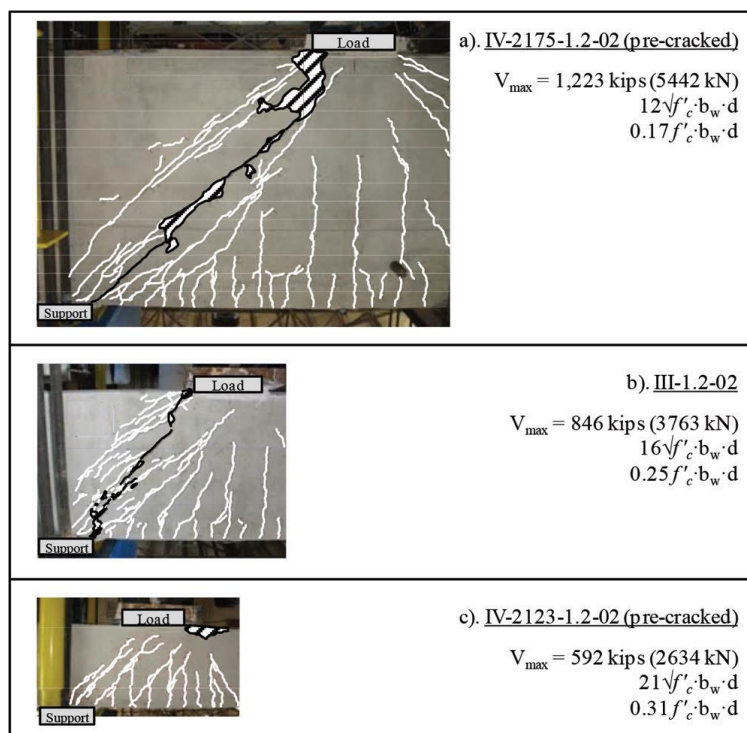 Load
a). IV-2175-1.2-02 (pre-cracked)
Vmax = 1,223 kips (5442 kN)
12√f′c·bw·d
0.17f′c·bw·d
Support
Load
b). III-1.2-02
Vmax = 846 kips (3763 kN)
16√f′c·bw·d
0.25f′c·bw·d
Support
Load
c). IV-2123-1.2-02 (pre-cracked)
Vmax = 592 kips (2634 kN)
21√f′c·bw·d
0.31f′c·bw·d
Support